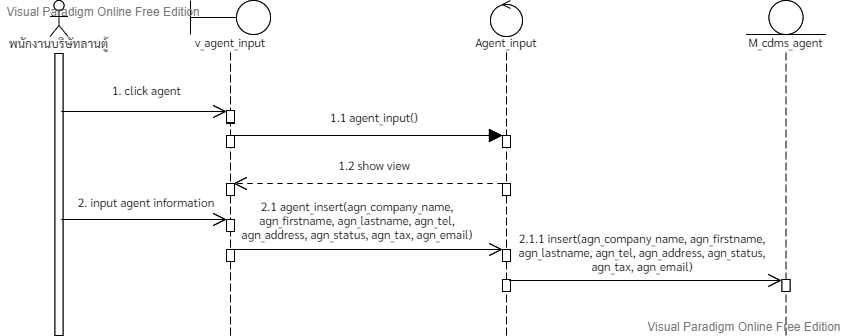 Visual Paradigm Online Free Edition
พนักงานบริษัทลานตู้
v_agent_input
Agent_input
M_cdms_agent
1. click agent
1.1 agent_input()
1.2 show view
2. input agent information
2.1 agent_insert(agn_company_name,
agn_firstname, agn_lastname, agn_tel,
agn_address, agn_status, agn_tax, agn_email)
2.1.1 insert(agn_company_name, agn_firstname,
agn_lastname, agn_tel, agn_address, agn_status,
agn_tax, agn_email)
Visual Paradigm Online Free Edition